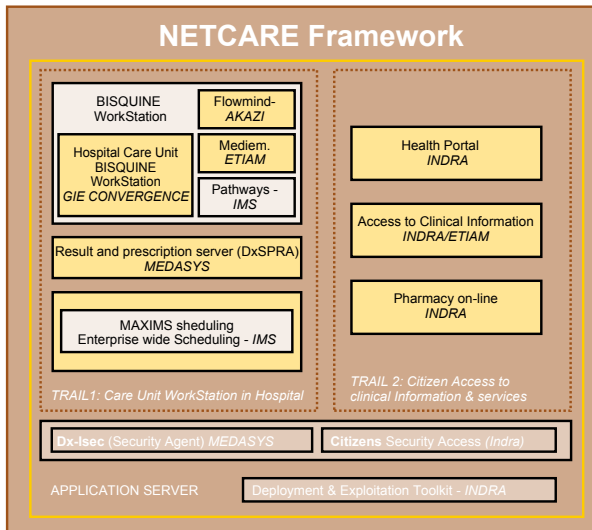 NETCARE Framework
BISQUINE
WorkStation
Flowmind-
AKAZI
Hospital Care Unit
BISQUINE
WorkStation
GIE CONVERGENCE
Mediem.
ETIAM
Pathways -
IMS
Result and prescription server (DxSPRA)
MEDASYS
MAXIMS sheduling
Enterprise wide Scheduling - IMS
TRAIL1: Care Unit WorkStation in Hospital
Health Portal
INDRA
Access to Clinical Information
INDRA/ETIAM
Pharmacy on-line
INDRA
TRAIL 2: Citizen Access to
clinical Information & services
Dx-Isec (Security Agent) MEDASYS
Citizens Security Access (Indra)
APPLICATION SERVER
Deployment & Exploitation Toolkit - INDRA